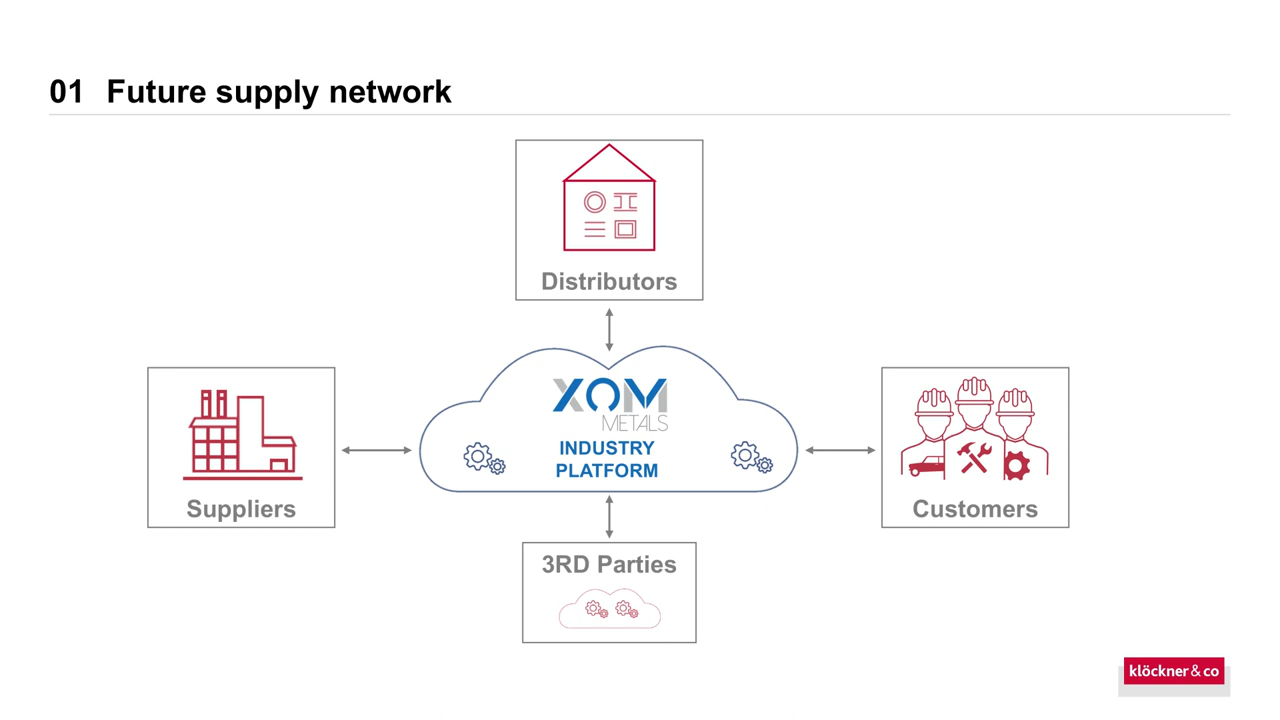 01 Future supply network
Distributors
XOM
METALS
INDUSTRY
PLATFORM
Suppliers
Customers
3RD Parties
klöckner & co